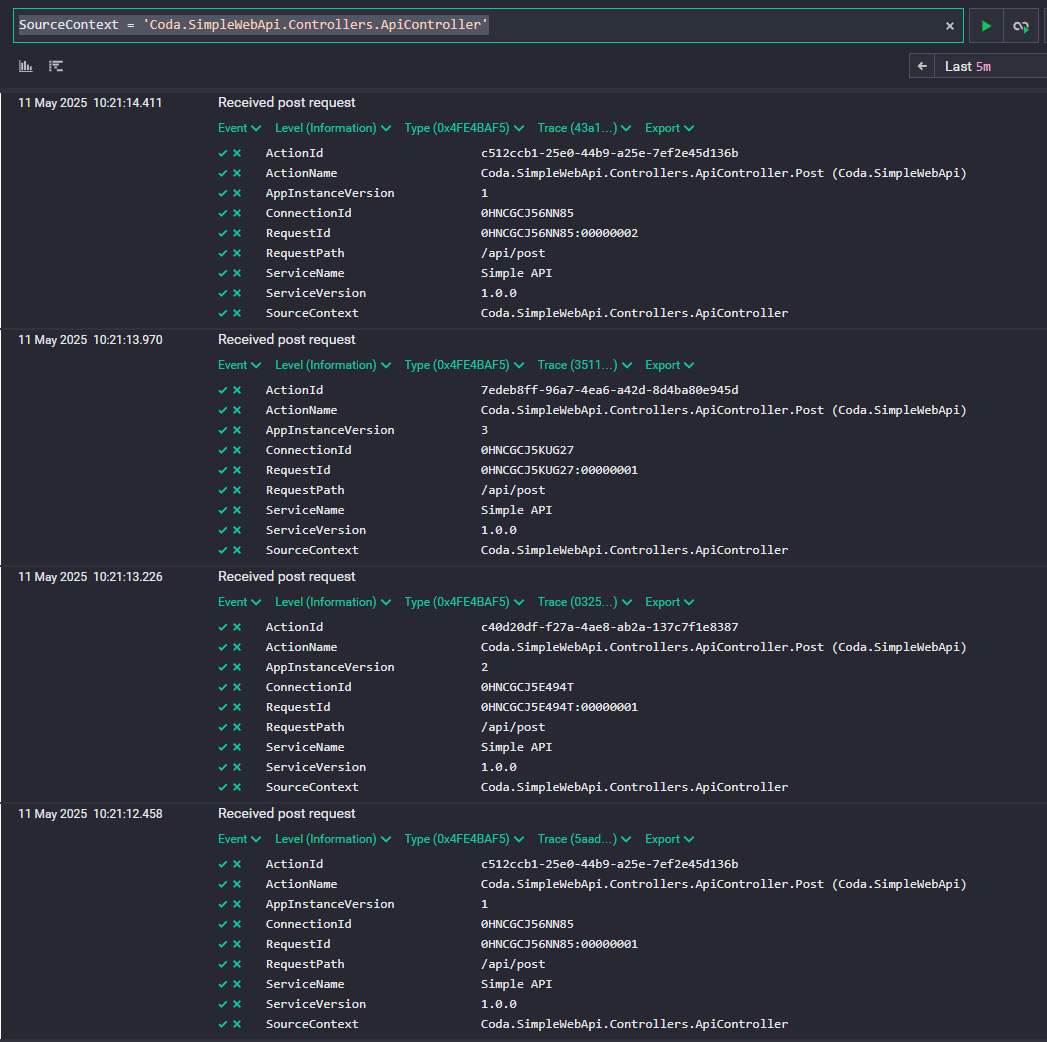 SourceContext = 'Coda.SimpleWebApi.Controllers.ApiController'
Last 5m
11 May 2025 10:21:14.411 Received post request
Event Level (Information) Type (0x4FE4BAF5) Trace (43a1...) Export
ActionId c512ccb1-25e0-44b9-a25e-7ef2e45d136b
ActionName Coda.SimpleWebApi.Controllers.ApiController.Post (Coda.SimpleWebApi)
AppInstanceVersion 1
ConnectionId 0HNCGCJ56NN85
RequestId 0HNCGCJ56NN85:00000002
RequestPath /api/post
ServiceName Simple API
ServiceVersion 1.0.0
SourceContext Coda.SimpleWebApi.Controllers.ApiController
11 May 2025 10:21:13.970 Received post request
Event Level (Information) Type (0x4FE4BAF5) Trace (3511...) Export
ActionId 7edeb8ff-96a7-4ea6-a42d-8d4ba80e945d
ActionName Coda.SimpleWebApi.Controllers.ApiController.Post (Coda.SimpleWebApi)
AppInstanceVersion 3
ConnectionId 0HNCGCJ5KUG27
RequestId 0HNCGCJ5KUG27:00000001
RequestPath /api/post
ServiceName Simple API
ServiceVersion 1.0.0
SourceContext Coda.SimpleWebApi.Controllers.ApiController
11 May 2025 10:21:13.226 Received post request
Event Level (Information) Type (0x4FE4BAF5) Trace (0325...) Export
ActionId c40d20df-f27a-4ae8-ab2a-137c7f1e8387
ActionName Coda.SimpleWebApi.Controllers.ApiController.Post (Coda.SimpleWebApi)
AppInstanceVersion 2
ConnectionId 0HNCGCJ5E494T
RequestId 0HNCGCJ5E494T:00000001
RequestPath /api/post
ServiceName Simple API
ServiceVersion 1.0.0
SourceContext Coda.SimpleWebApi.Controllers.ApiController
11 May 2025 10:21:12.458 Received post request
Event Level (Information) Type (0x4FE4BAF5) Trace (5aad...) Export
ActionId c512ccb1-25e0-44b9-a25e-7ef2e45d136b
ActionName Coda.SimpleWebApi.Controllers.ApiController.Post (Coda.SimpleWebApi)
AppInstanceVersion 1
ConnectionId 0HNCGCJ56NN85
RequestId 0HNCGCJ56NN85:00000001
RequestPath /api/post
ServiceName Simple API
ServiceVersion 1.0.0
SourceContext Coda.SimpleWebApi.Controllers.ApiController